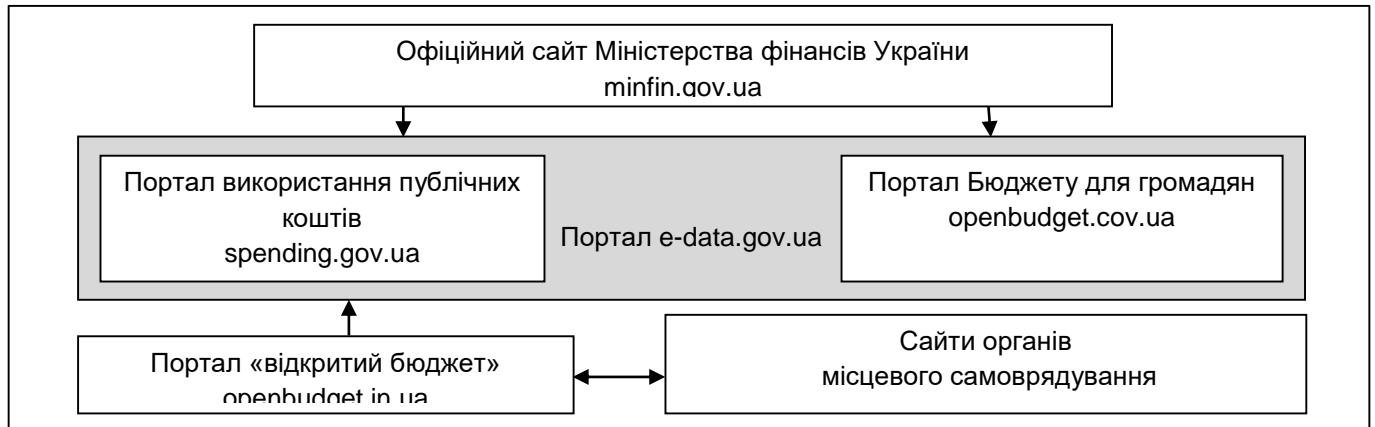 Офіційний сайт Міністерства фінансів України
minfin.gov.ua
Портал використання публічних
коштів
spending.gov.ua
Портал e-data.gov.ua
Портал Бюджету для громадян
openbudget.cov.ua
Портал «відкритий бюджет»
openbudget.in.ua
Сайти органів
місцевого самоврядування